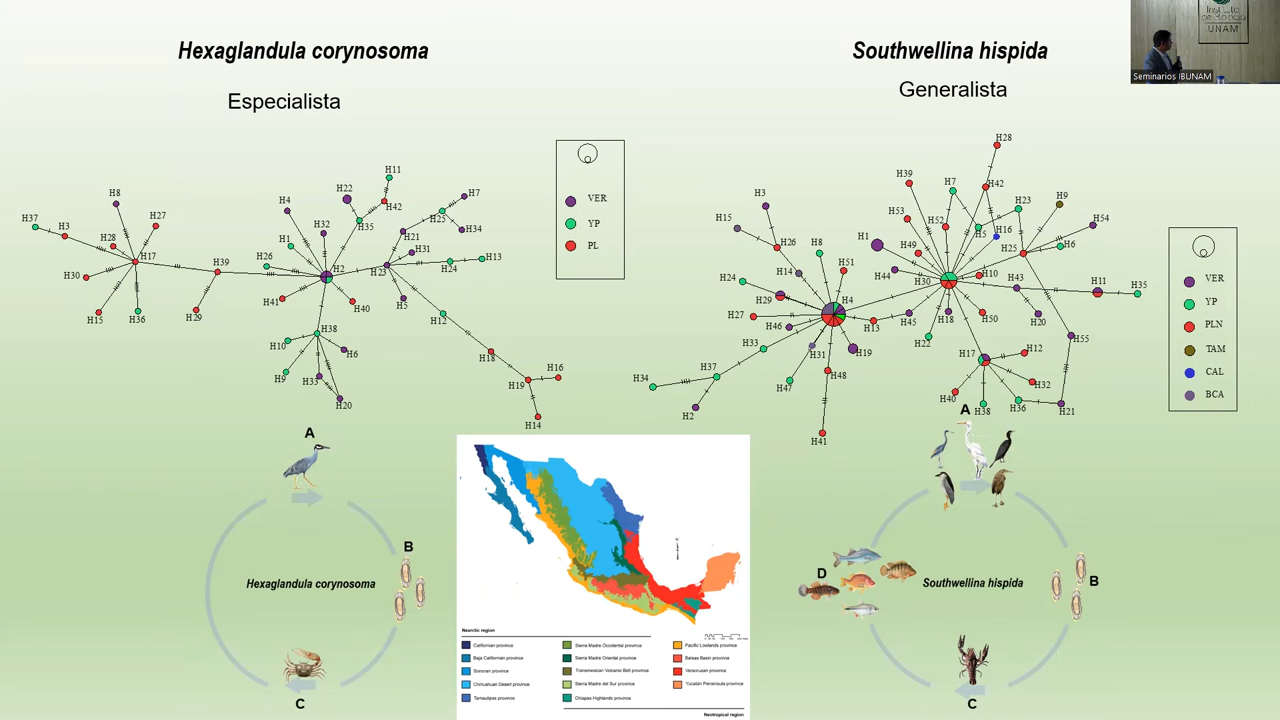 Hexaglandula corynosoma
Especialista
Southwellina hispida
Generalista
Instituto
de Biología
UNAM
Seminarios IBUNAM
H11
H8
H22
H7
H4
H42
H37
H27
H3
H32
H35
H25
H34
H28
H1
H21
H31
H17
H26
H2
H24
H13
H39
H23
H30
H41
H40
H5
H15
H36
H29
H12
H38
H10
H6
H18
H9
H33
H19
H16
H20
H14
VER
YP
PL
H28
H39
H7
H42
H3
H9
H53
H23
H15
H52
H5
H16
H54
H1
H26
H8
H49
H25
H6
H14
H51
H44
H24
H30
H10
H43
H11
H35
H29
H4
H27
H46
H13
H45
H18
H50
H20
H33
H31
H19
H22
H55
H37
H17
H12
H34
H47
H48
H32
H2
H40
H38
H36
H21
H41
VER
YP
PLN
TAM
CAL
BCA
A
B
Hexaglandula corynosoma
C
Nearctic region
Californian province
Baja Californian province
Sonoran province
Chihuahuan Desert province
Tamaulipas province
Sierra Madre Occidental province
Sierra Madre Oriental province
Transmexican Volcanic Belt province
Sierra Madre del Sur province
Chiapas Highlands province
Pacific Lowlands province
Balsas Basin province
Veracruzan province
Yucatán Peninsula province
Neotropical region
A
D
Southwellina hispida
B
C